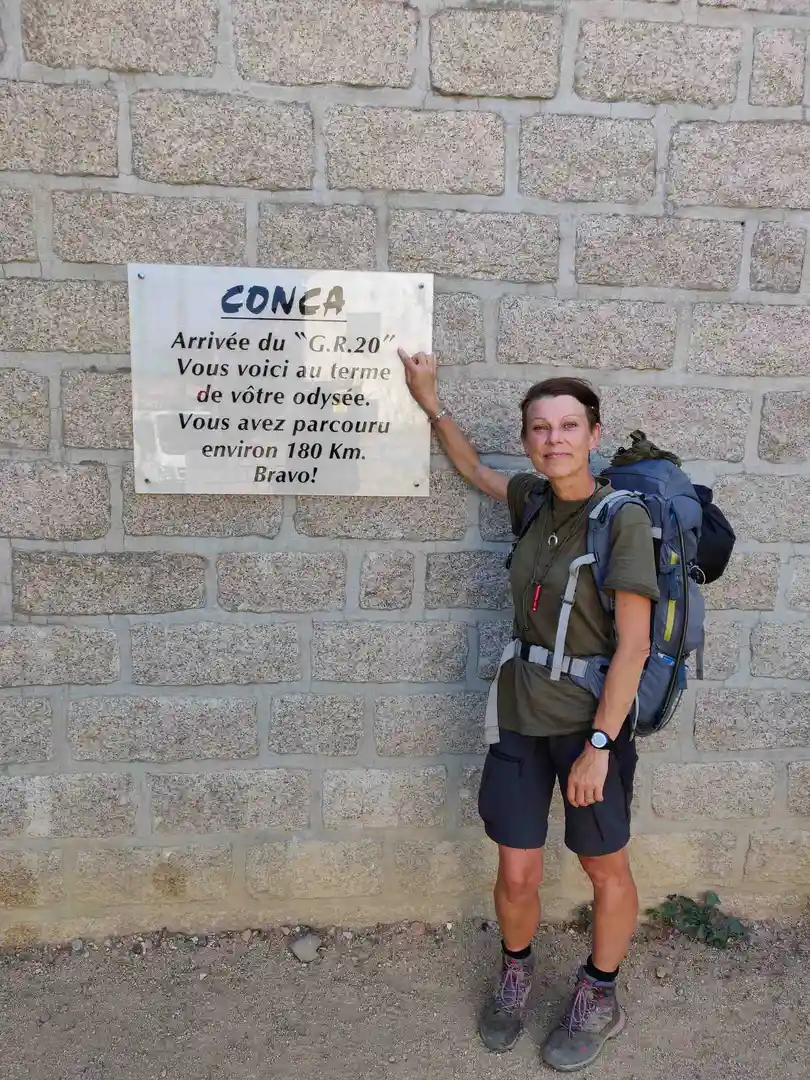 CONCA
Arrivée du "G.R.20"
Vous voici au terme
de vôtre odysée.
Vous avez parcouru
environ 180 Km.
Bravo!